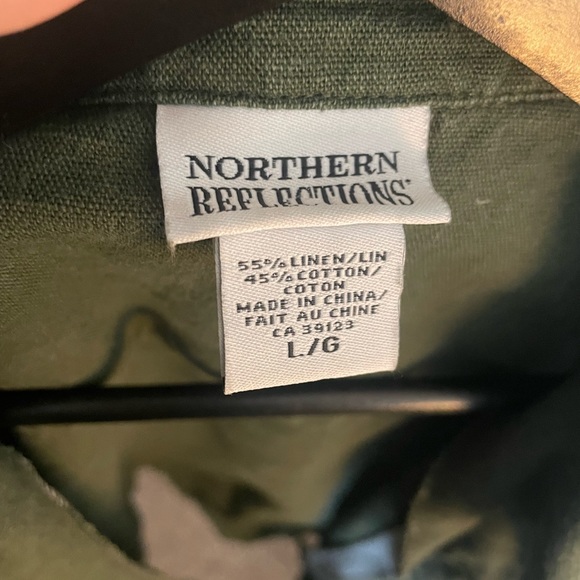 NORTHERN
REFLECTIONS
55% LINEN/LIN
45% COTTON/
COTON
MADE IN CHINA/
FAIT AU CHINE
CA 39123
L/G